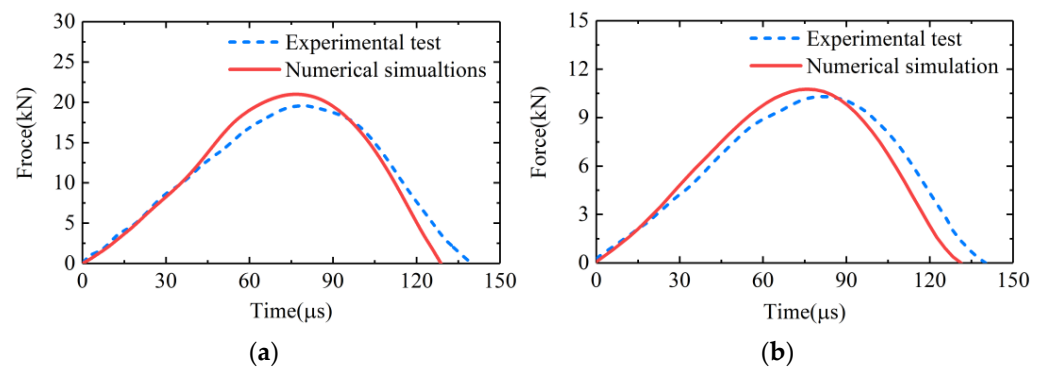 30
25
20
15
10
5
0
Froce(kN)
Experimental test
Numerical simualtions
0 30 60 90 120 150
Time(μs)
(a)
15
12
9
6
3
0
Force(kN)
Experimental test
Numerical simulation
0 30 60 90 120 150
Time(μs)
(b)